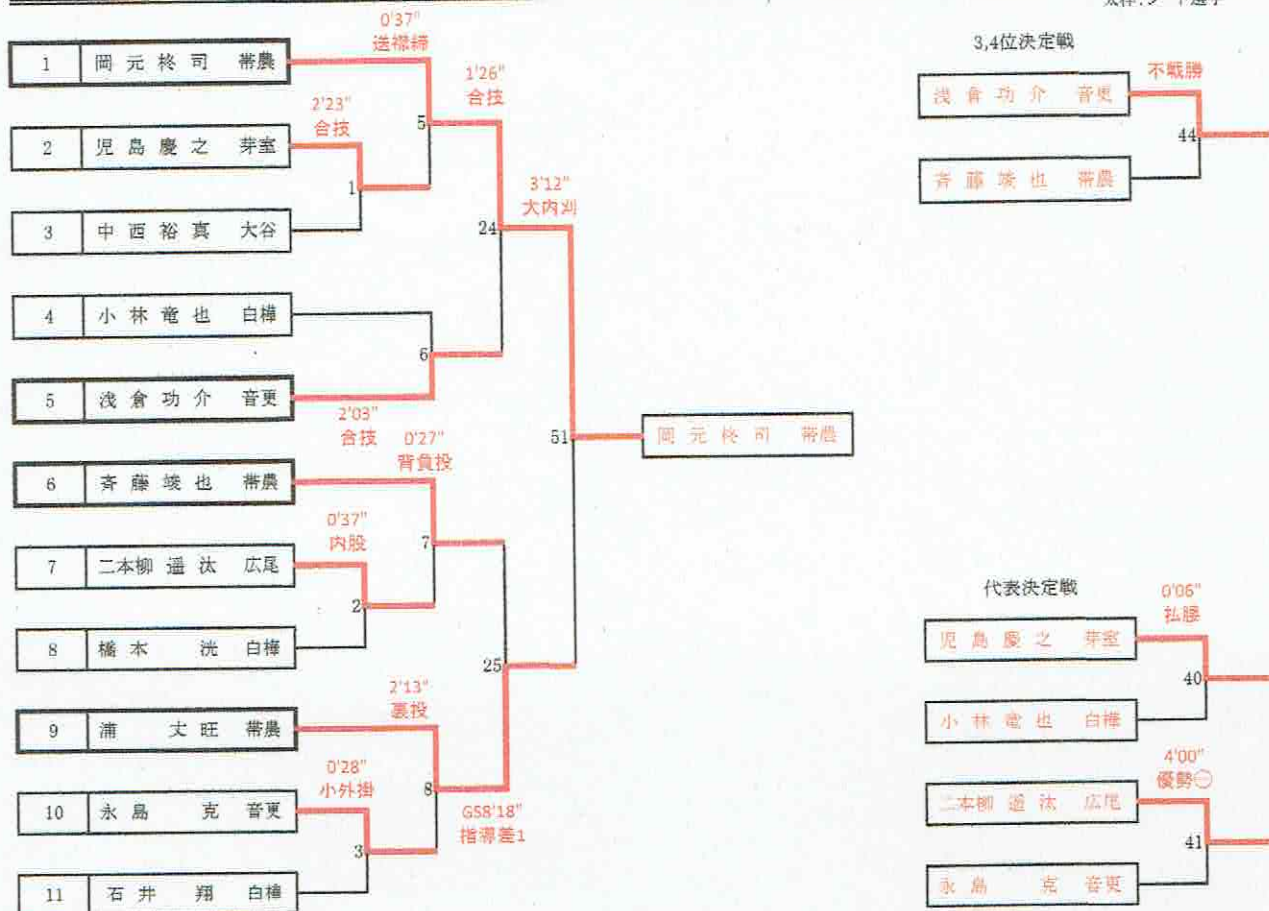 太枠:シード選手
1 岡元柊司 帯農
0'37"
送襟締
2 児島慶之 芽室
2'23"
合技
1
3 中西裕真 大谷
5
1'26"
合技
4 小林竜也 白樺
6
5 浅倉功介 音更
2'03"
合技
24
3'12"
大内刈
6 斉藤竣也 帯農
0'27"
背負投
7 二本柳遥汰 広尾
0'37"
内股
2
8 橋本 洸 白樺
7
25
9 浦 丈旺 帯農
2'13"
裏投
10 永島 克 音更
0'28"
小外掛
3
11 石井 翔 白樺
8
GS8'18"
指導差1
51
岡元柊司 帯農
3,4位決定戦
浅倉功介 音更
不戦勝
44
斉藤竣也 帯農
代表決定戦
児島慶之 芽室
0'06"
払腰
40
小林竜也 白樺
二本柳遥汰 広尾
4'00"
優勢㊀
41
永島 克 音更